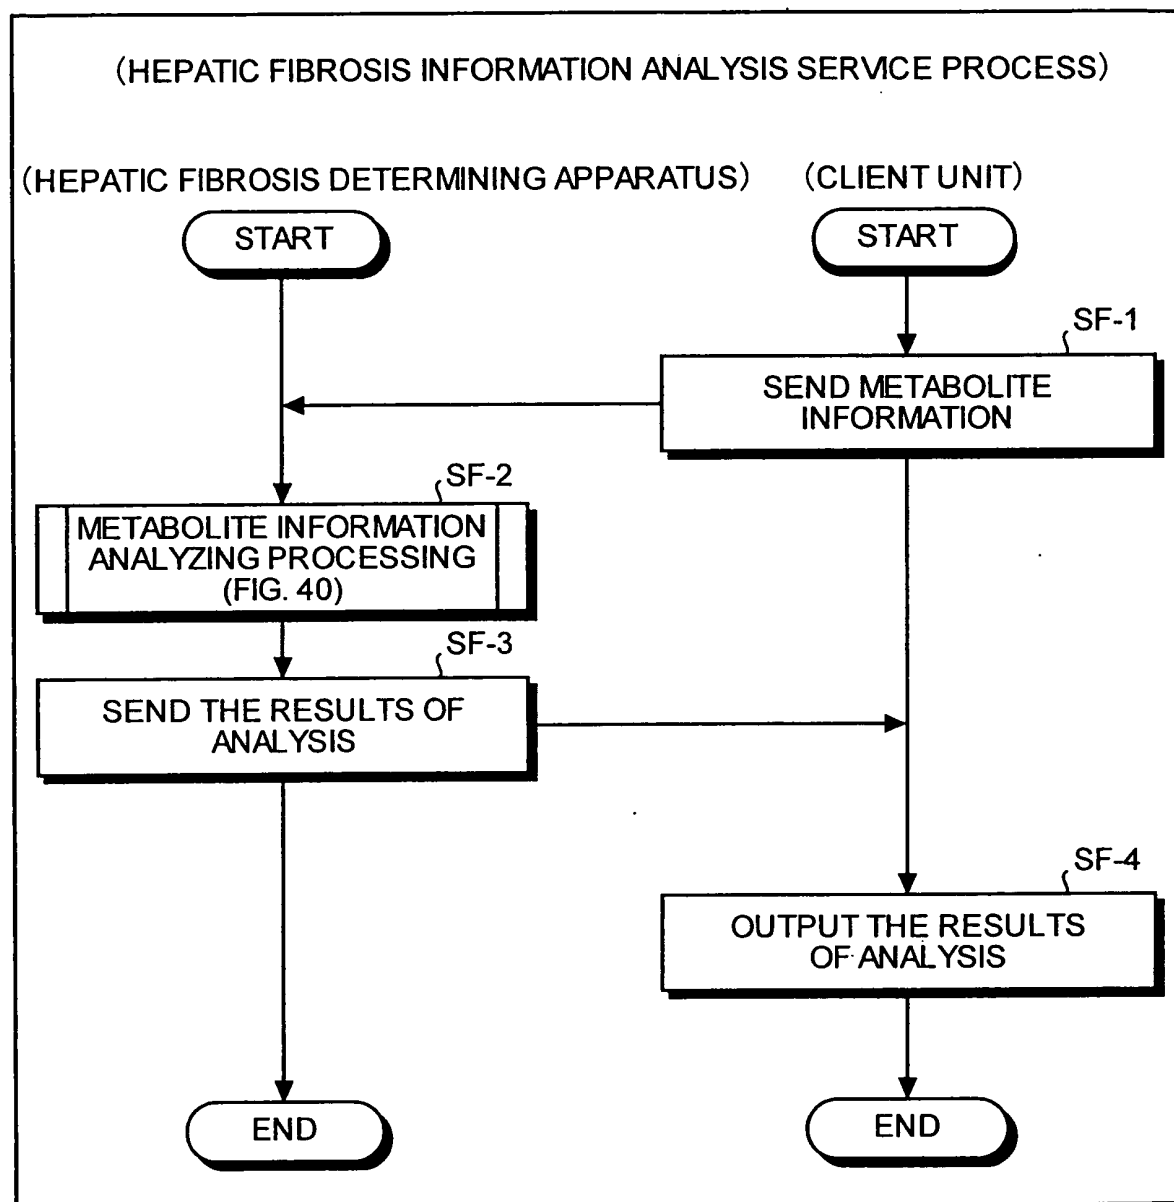 (HEPATIC FIBROSIS INFORMATION ANALYSIS SERVICE PROCESS)
(HEPATIC FIBROSIS DETERMINING APPARATUS)
(CLIENT UNIT)
START
START
SF-1
SEND METABOLITE
INFORMATION
SF-2
METABOLITE INFORMATION
ANALYZING PROCESSING
(FIG. 40)
SF-3
SEND THE RESULTS OF
ANALYSIS
SF-4
OUTPUT THE RESULTS
OF ANALYSIS
END
END